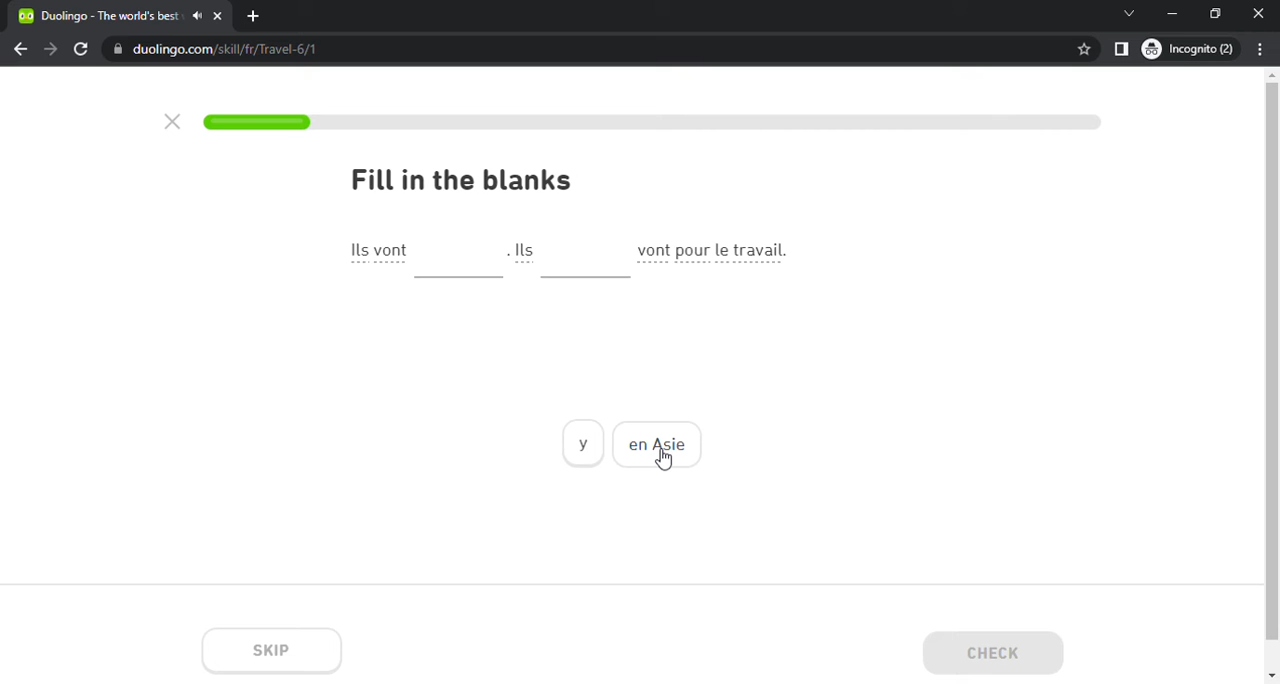 Duolingo - The world's best
duolingo.com/skill/fr/Travel-6/1
Incognito (2)
Fill in the blanks
Ils vont . Ils vont pour le travail.
y en Asie
SKIP CHECK